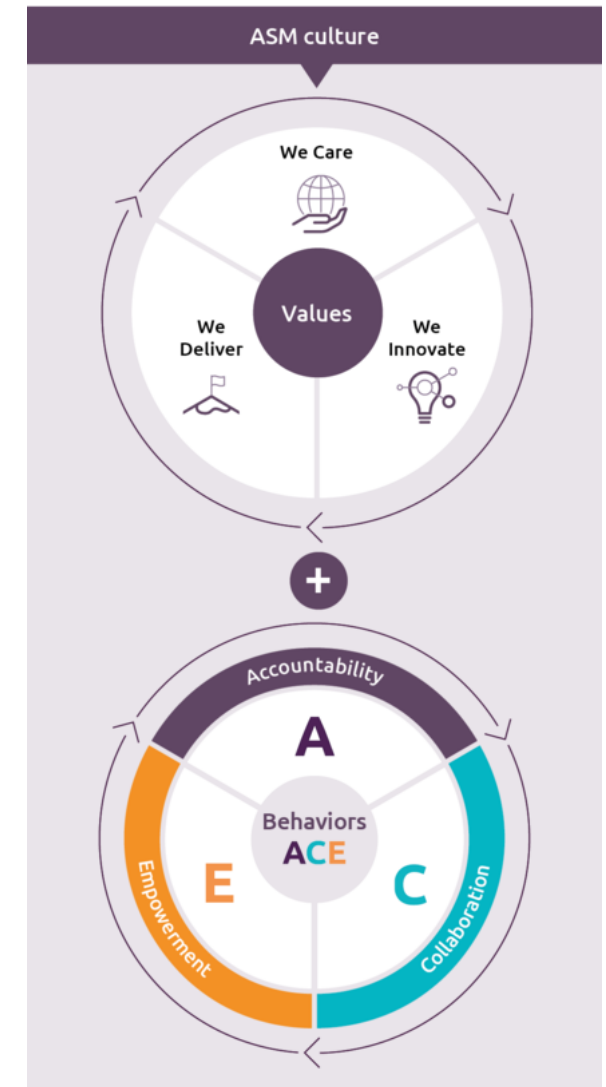 ASM culture
We Care
Values
We
Deliver
We
Innovate
+
Accountability
A
Behaviors
ACE
E
C
Empowerment
Collaboration